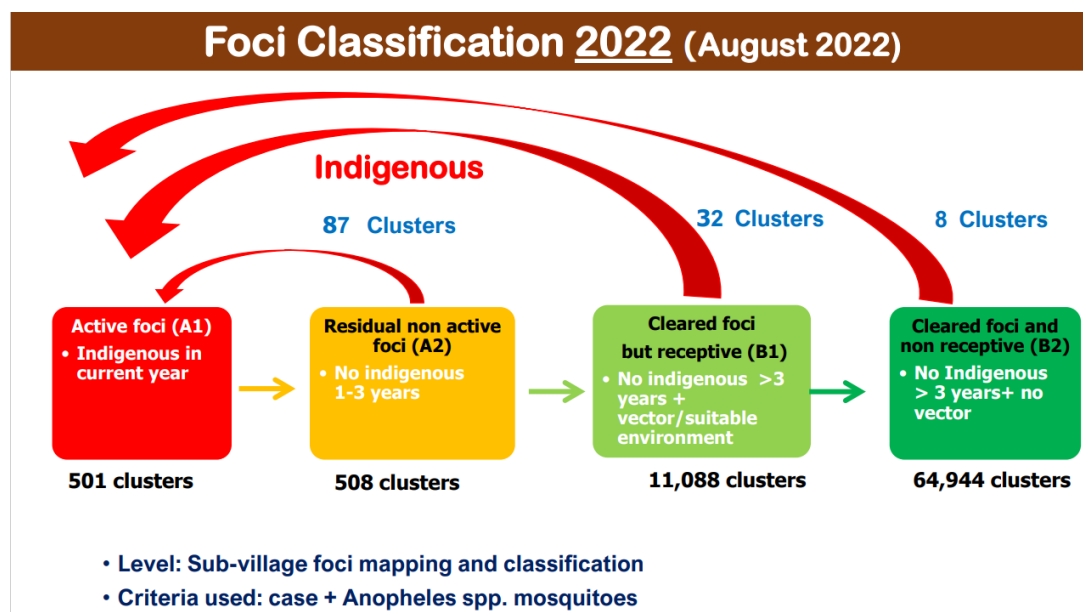 Foci Classification 2022 (August 2022)
Indigenous
87 Clusters
32 Clusters
8 Clusters
Active foci (A1)
• Indigenous in
current year
Residual non active
foci (A2)
• No indigenous
1-3 years
Cleared foci
but receptive (B1)
• No indigenous >3
years +
vector/suitable
environment
Cleared foci and
non receptive (B2)
• No Indigenous
> 3 years+ no
vector
501 clusters
508 clusters
11,088 clusters
64,944 clusters
• Level: Sub-village foci mapping and classification
• Criteria used: case + Anopheles spp. mosquitoes